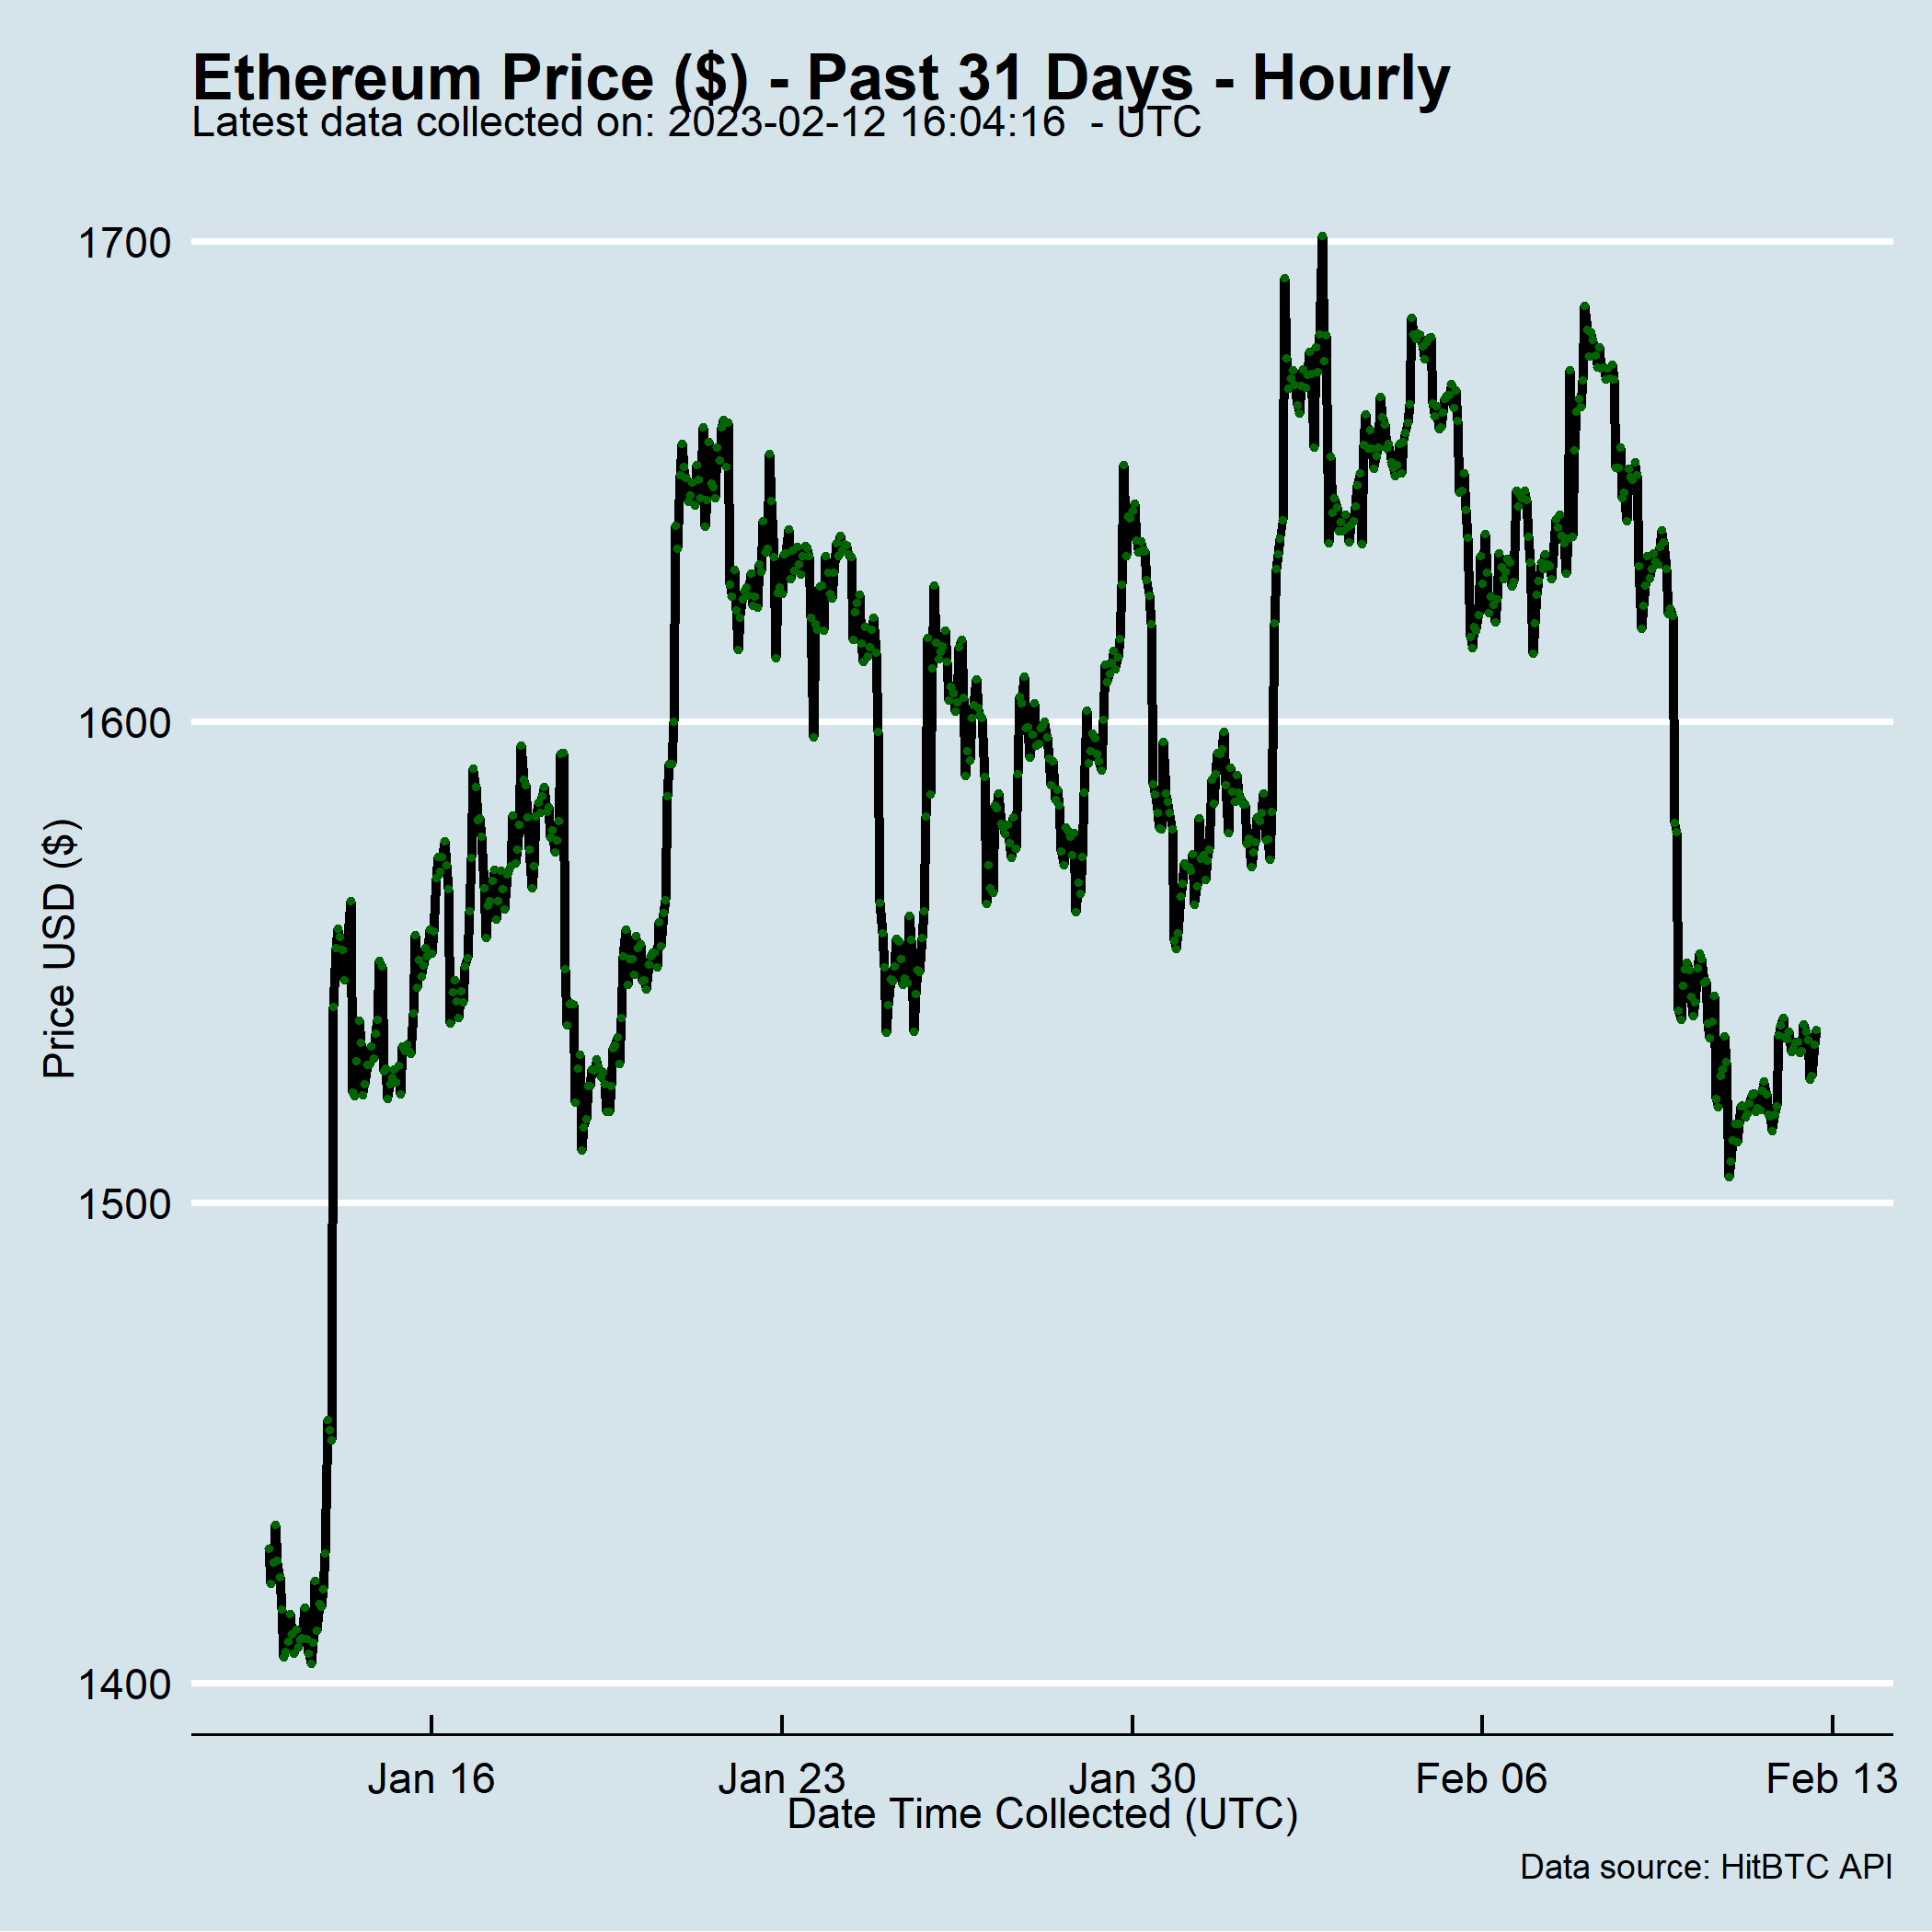 Ethereum Price ($) - Past 31 Days - Hourly
Latest data collected on: 2023-02-12 16:04:16  - UTC
1700
1600
1500
1400
Price USD ($)
Jan 16
Jan 23
Jan 30
Feb 06
Feb 13
Date Time Collected (UTC)
Data source: HitBTC API